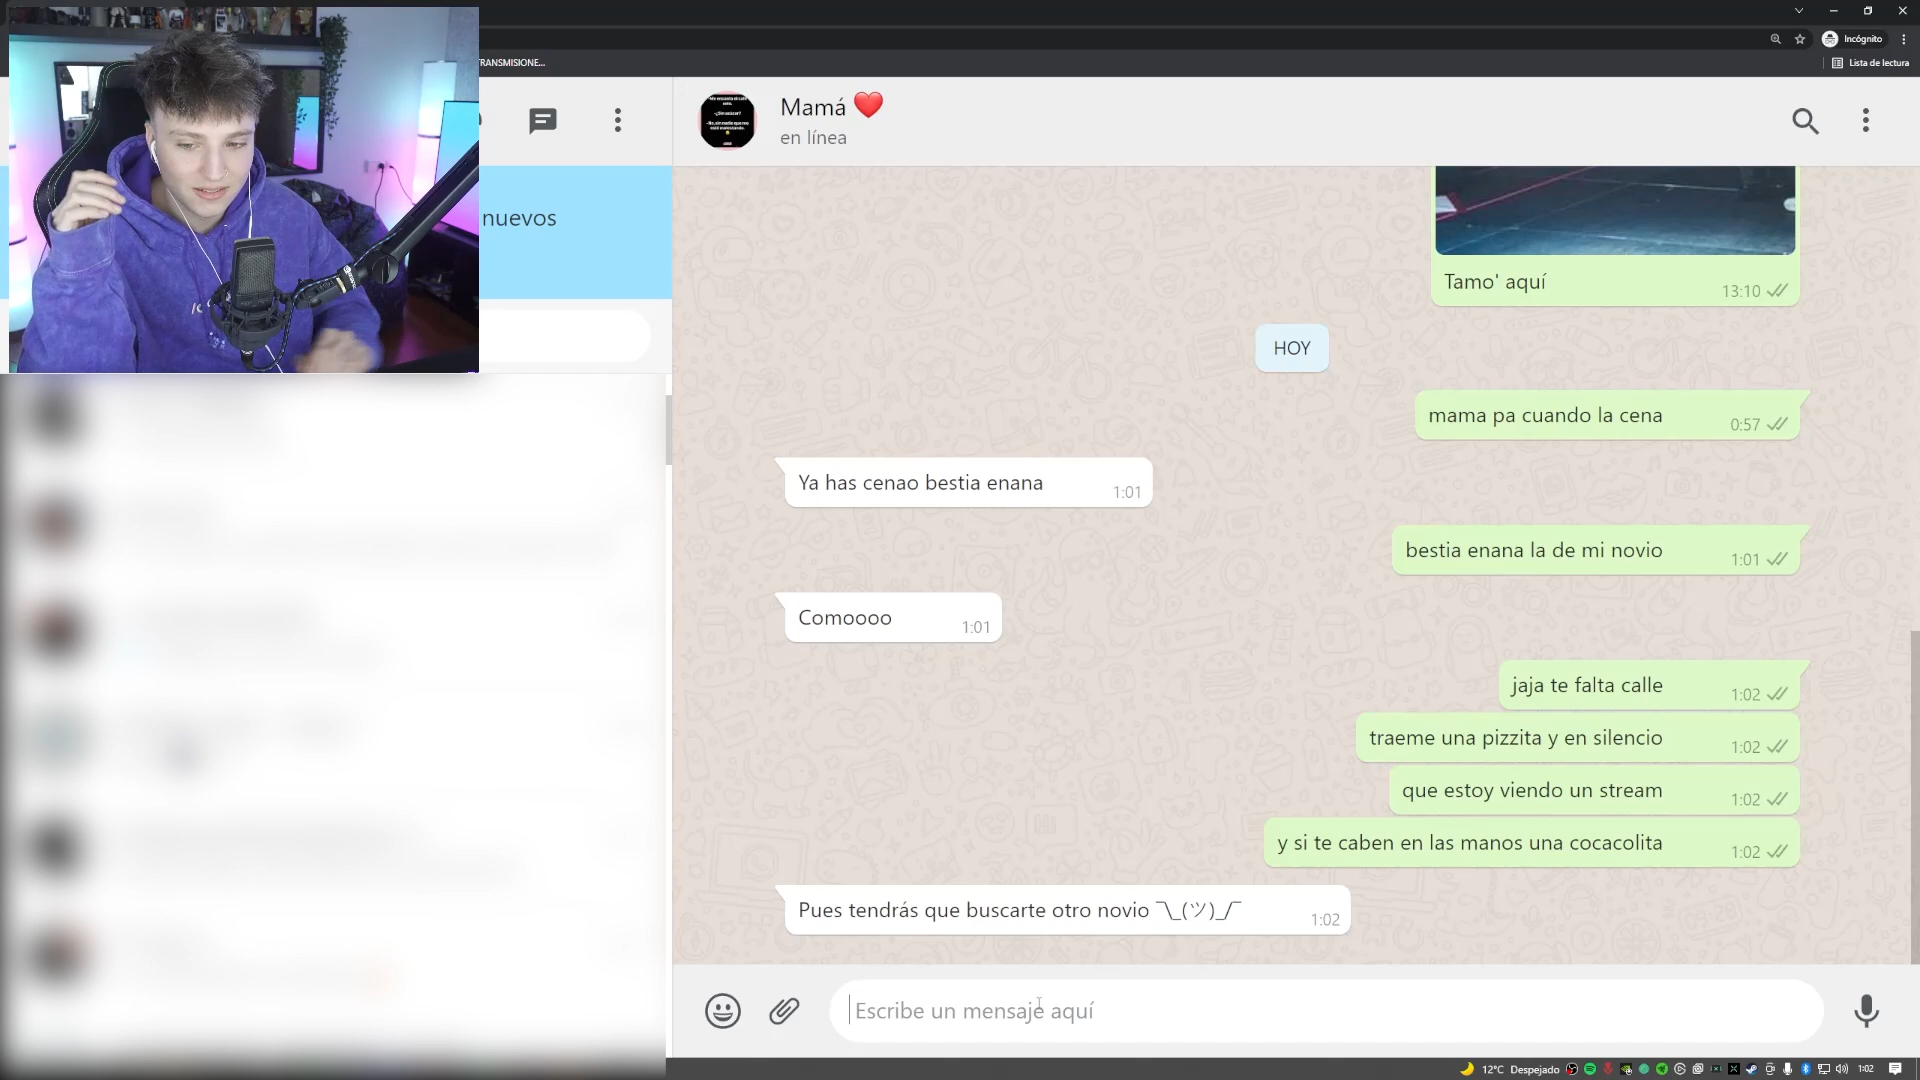 Incógnito
TRANSMISIONE...
Lista de lectura
Mamá ❤️
en línea
nuevos
Tamo' aquí
13:10
HOY
mama pa cuando la cena
0:57
Ya has cenao bestia enana
1:01
bestia enana la de mi novio
1:01
Comoooo
1:01
jaja te falta calle
1:02
traeme una pizzita y en silencio
1:02
que estoy viendo un stream
1:02
y si te caben en las manos una cocacolita
1:02
Pues tendrás que buscarte otro novio ¯\_(ツ)_/¯
1:02
Escribe un mensaje aquí
12°C Despejado
1:02